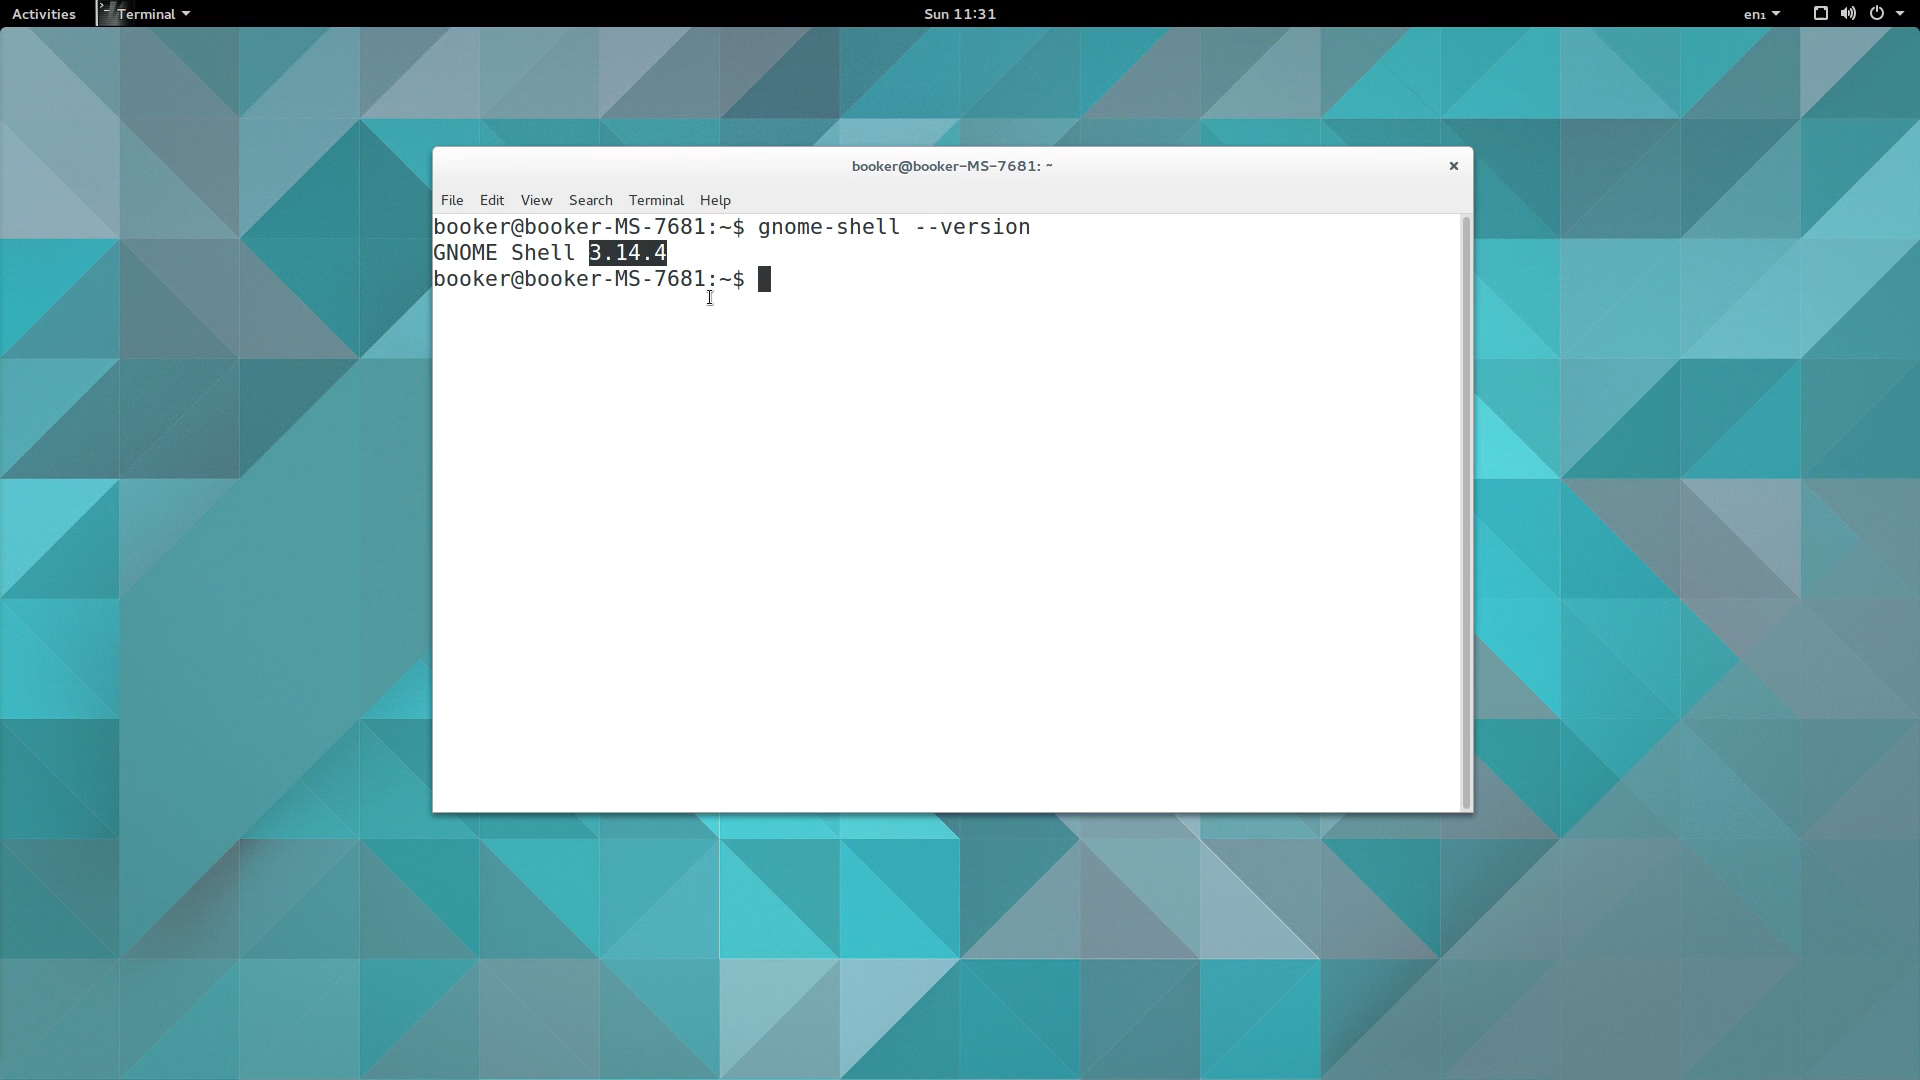 Activities Terminal Sun 11:31 en₁
booker@booker-MS-7681: ~
File Edit View Search Terminal Help
booker@booker-MS-7681:~$ gnome-shell --version
GNOME Shell 3.14.4
booker@booker-MS-7681:~$